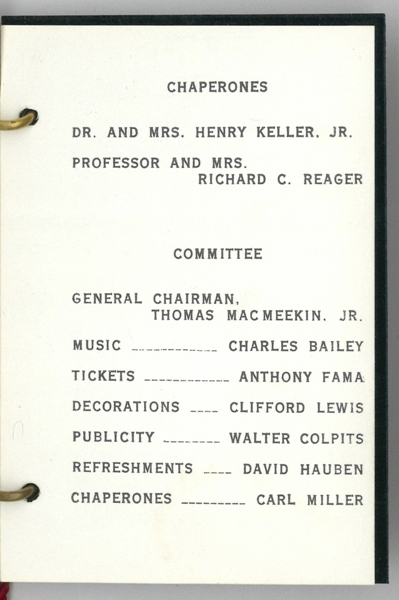 CHAPERONES
DR. AND MRS. HENRY KELLER, JR.
PROFESSOR AND MRS.
RICHARD C. REAGER
COMMITTEE
GENERAL CHAIRMAN,
THOMAS MACMEEKIN, JR.
MUSIC ____________ CHARLES BAILEY
TICKETS ____________ ANTHONY FAMA
DECORATIONS ____ CLIFFORD LEWIS
PUBLICITY ________ WALTER COLPITS
REFRESHMENTS ____ DAVID HAUBEN
CHAPERONES _________ CARL MILLER